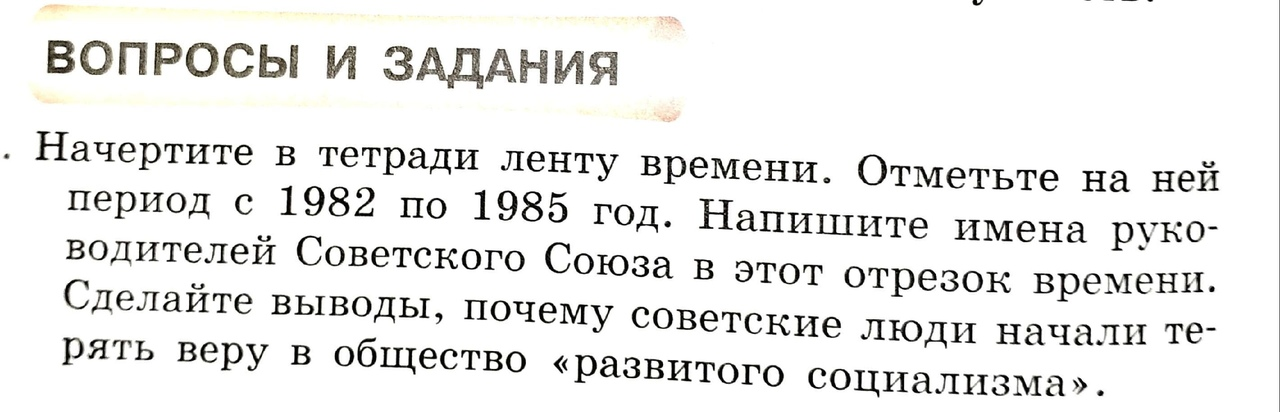 ВОПРОСЫ И ЗАДАНИЯ
. Начертите в тетради ленту времени. Отметьте на ней
период с 1982 по 1985 год. Напишите имена руко-
водителей Советского Союза в этот отрезок времени.
Сделайте выводы, почему советские люди начали те-
рять веру в общество «развитого социализма».